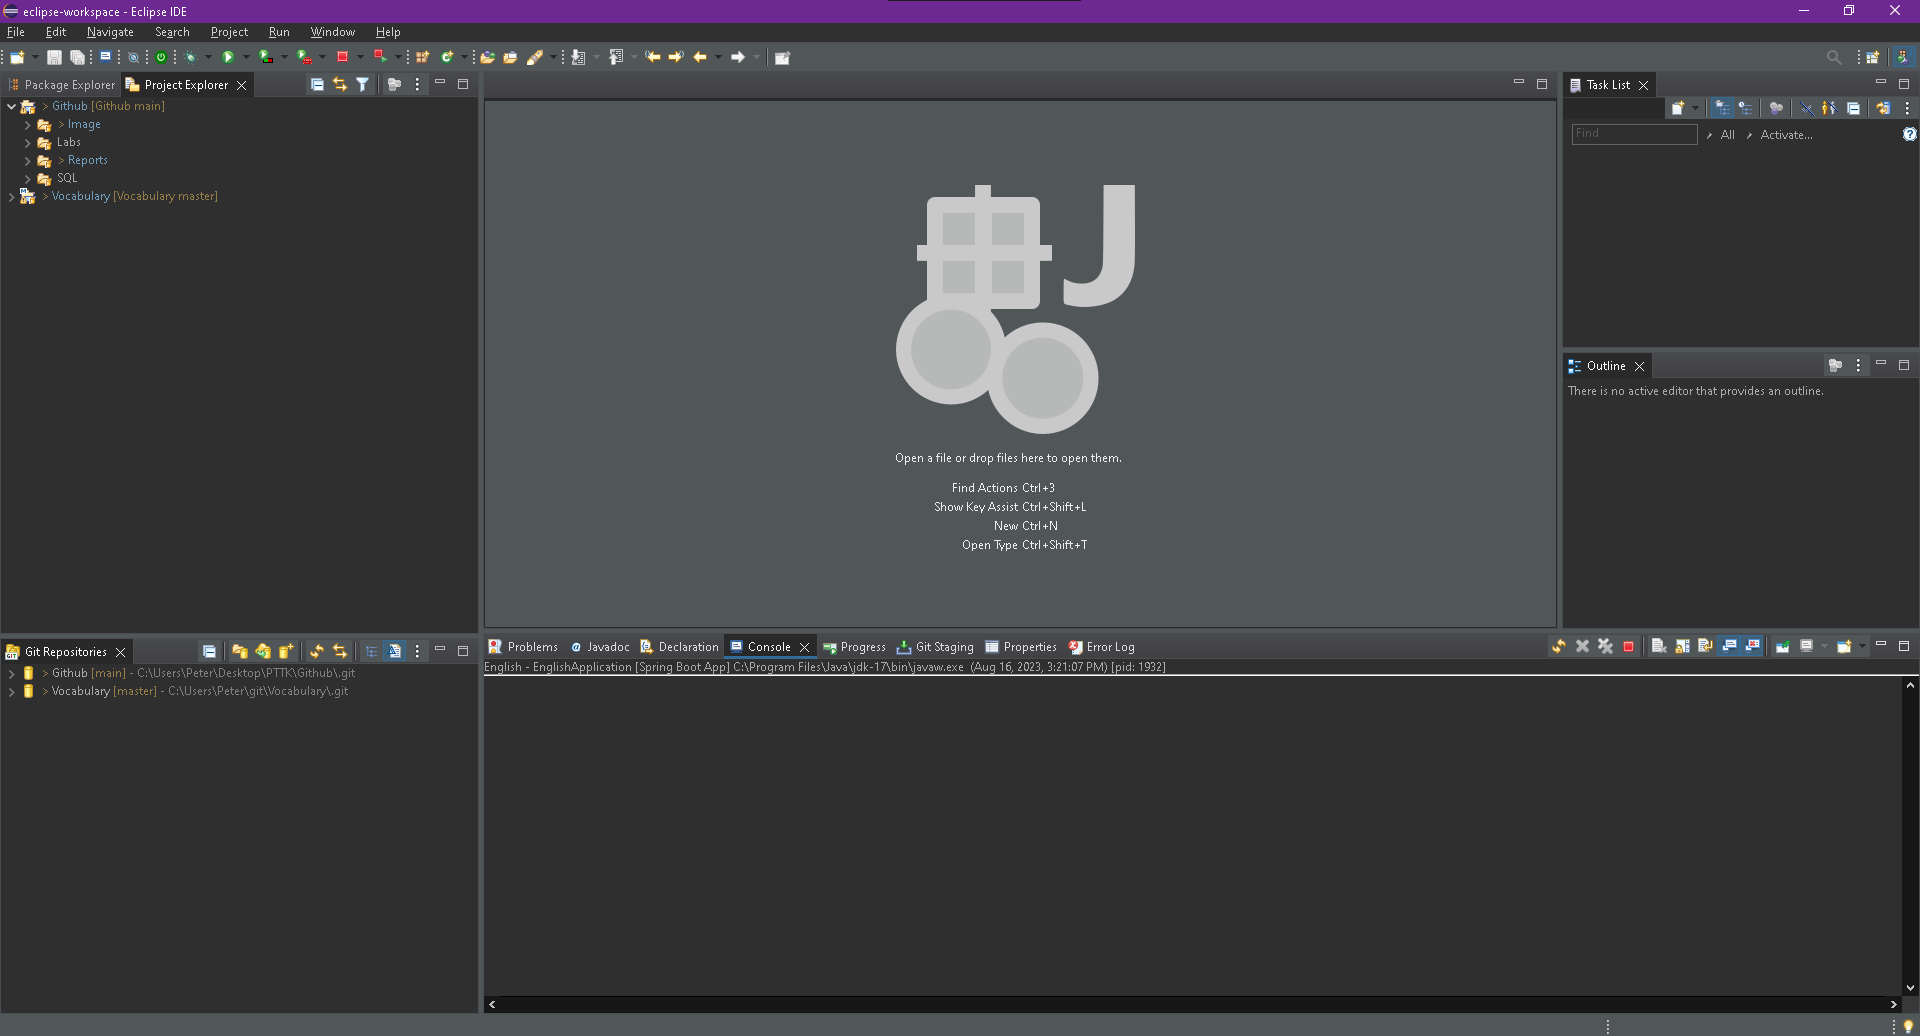 eclipse-workspace - Eclipse IDE
File Edit Navigate Search Project Run Window Help
Package Explorer Project Explorer
> Github [Github main]
> Image
Labs
> Reports
SQL
> Vocabulary [Vocabulary master]
J
Open a file or drop files here to open them.
Find Actions Ctrl+3
Show Key Assist Ctrl+Shift+L
New Ctrl+N
Open Type Ctrl+Shift+T
Task List
Find All Activate...
Outline
There is no active editor that provides an outline.
Git Repositories
> Github [main] - C:\Users\Peter\Desktop\PTTK\Github\.git
> Vocabulary [master] - C:\Users\Peter\git\Vocabulary\.git
Problems Javadoc Declaration Console Progress Git Staging Properties Error Log
English - EnglishApplication [Spring Boot App] C:\Program Files\Java\jdk-17\bin\javaw.exe (Aug 16, 2023, 3:21:07 PM) [pid: 1932]